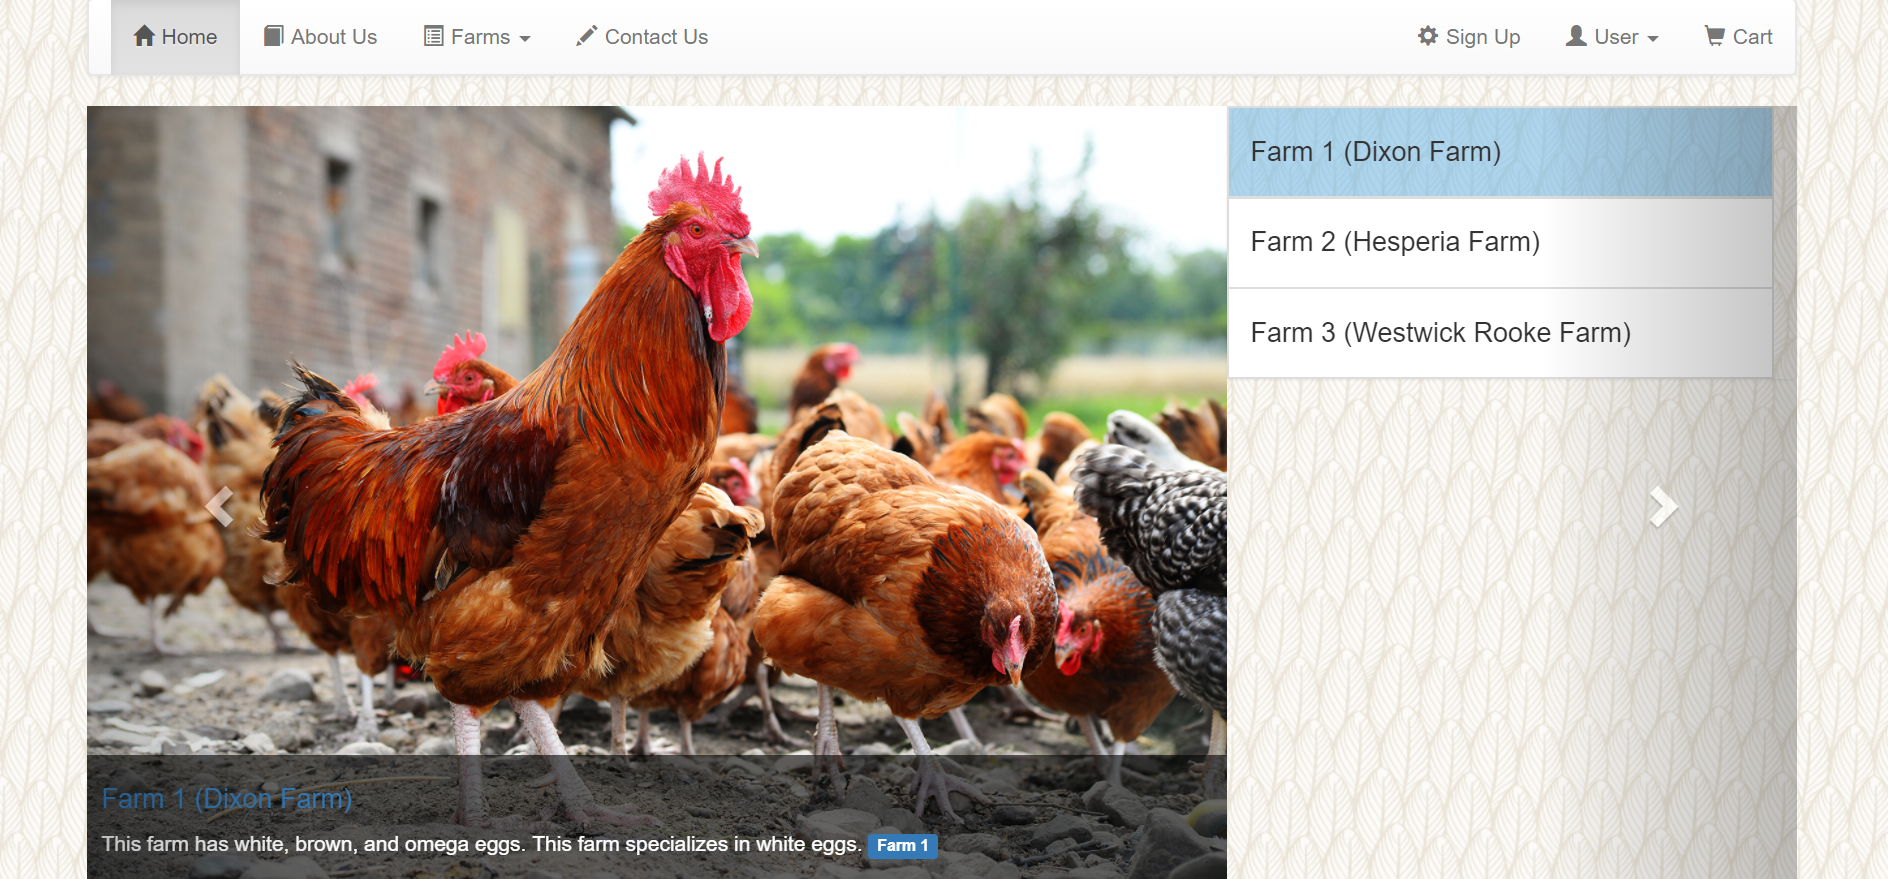 Home About Us Farms Contact Us Sign Up User Cart
Farm 1 (Dixon Farm)
Farm 2 (Hesperia Farm)
Farm 3 (Westwick Rooke Farm)
Farm 1 (Dixon Farm)
This farm has white, brown, and omega eggs. This farm specializes in white eggs. Farm 1